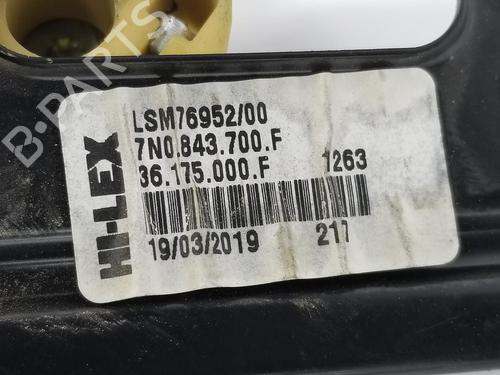 B-PARTS
HI-LEX
LSM76952/00
7N0.843.700.F
36.175.000.F 1263
19/03/2019 217